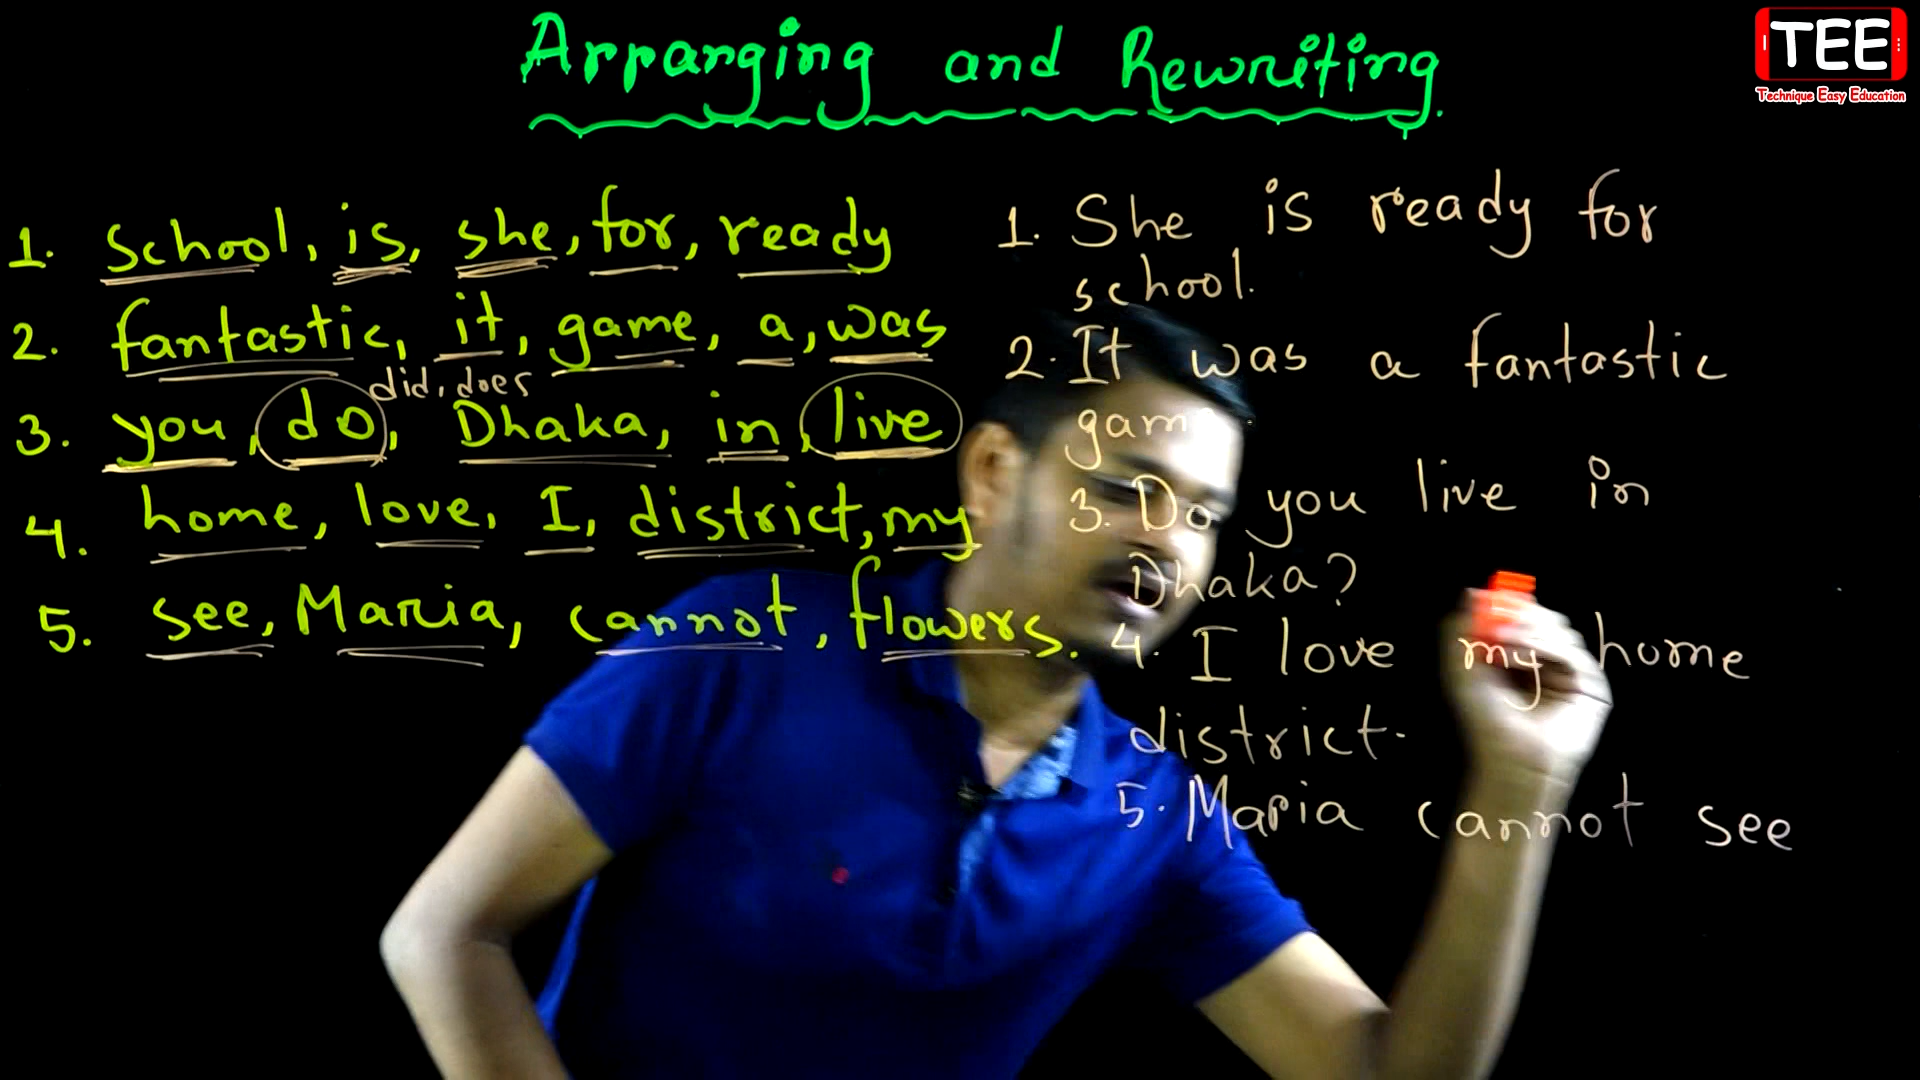 Arranging and Rewriting
TEE
Technique Easy Education
1. school, is, she, for, ready
2. fantastic, it, game, a, was
did, does
3. you, do, Dhaka, in, live
4. home, love, I, district, my
5. see, Maria, cannot, flowers.
1. She is ready for
school.
2. It was a fantastic
gam
3. Do you live in
Dhaka?
4. I love my home
district.
5. Maria cannot see